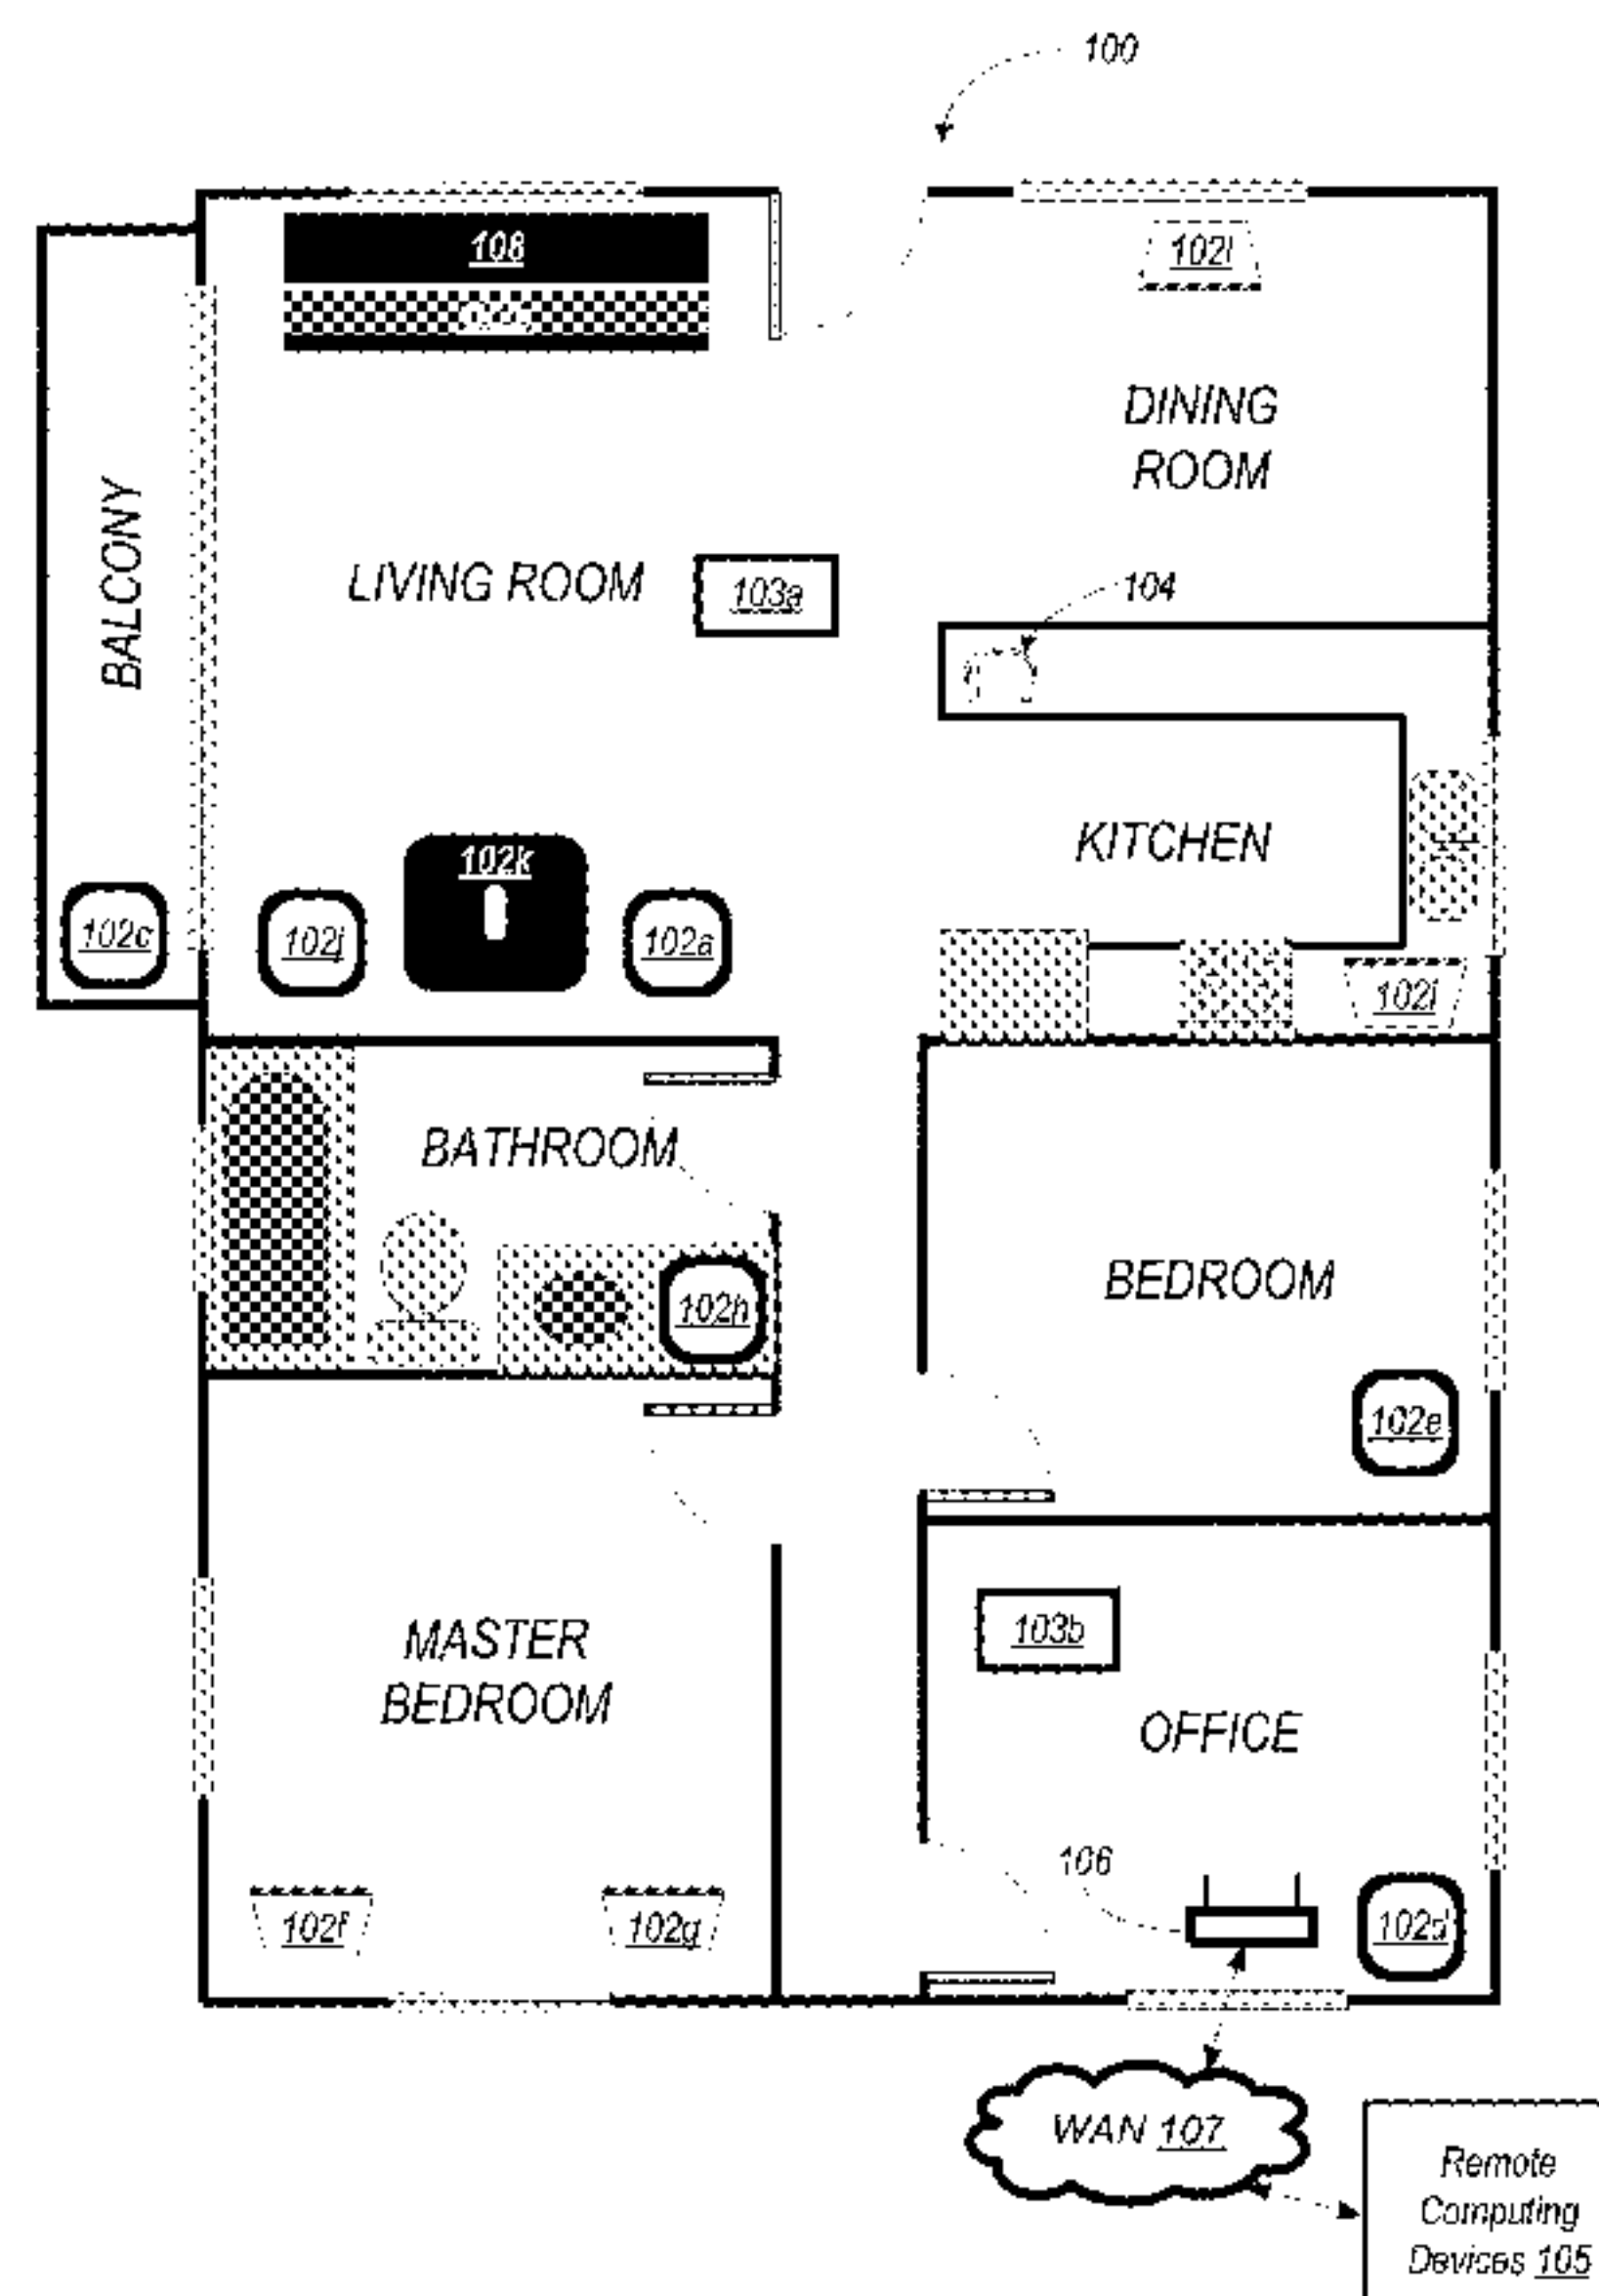 100
108
102l
DINING
ROOM
BALCONY
LIVING ROOM
103a
104
KITCHEN
102k
102c
102j
102a
102i
BATHROOM
BEDROOM
102h
102e
MASTER
BEDROOM
103b
OFFICE
106
102f
102g
102d
WAN 107
Remote
Computing
Devices 105